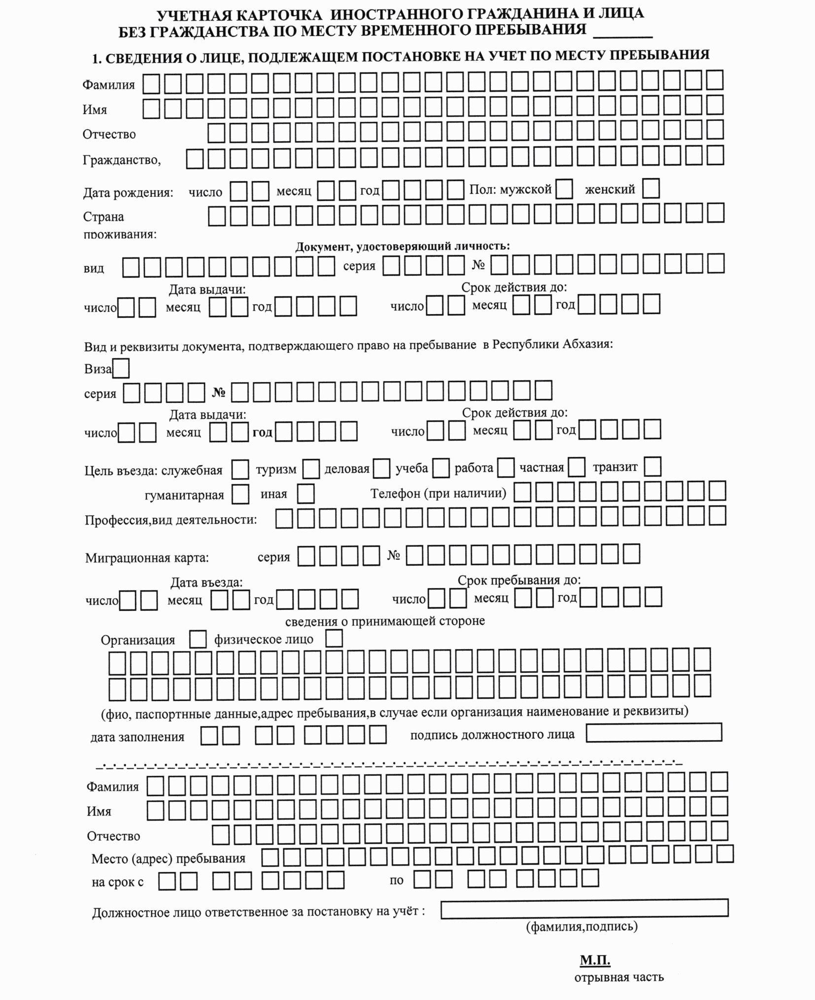 УЧЕТНАЯ КАРТОЧКА ИНОСТРАННОГО ГРАЖДАНИНА И ЛИЦА
БЕЗ ГРАЖДАНСТВА ПО МЕСТУ ВРЕМЕННОГО ПРЕБЫВАНИЯ ________
1. СВЕДЕНИЯ О ЛИЦЕ, ПОДЛЕЖАЩЕМ ПОСТАНОВКЕ НА УЧЕТ ПО МЕСТУ ПРЕБЫВАНИЯ
Фамилия
Имя
Отчество
Гражданство,
Дата рождения: число месяц год Пол: мужской женский
Страна
проживания:
Документ, удостоверяющий личность:
вид серия №
Дата выдачи: Срок действия до:
число месяц год число месяц год
Вид и реквизиты документа, подтверждающего право на пребывание в Республики Абхазия:
Виза
серия №
Дата выдачи: Срок действия до:
число месяц год число месяц год
Цель въезда: служебная туризм деловая учеба работа частная транзит
гуманитарная иная Телефон (при наличии)
Профессия,вид деятельности:
Миграционная карта: серия №
Дата въезда: Срок пребывания до:
число месяц год число месяц год
сведения о принимающей стороне
Организация физическое лицо
(фио, паспортнные данные,адрес пребывания,в случае если организация наименование и реквизиты)
дата заполнения подпись должностного лица
Фамилия
Имя
Отчество
Место (адрес) пребывания
на срок с по
Должностное лицо ответственное за постановку на учёт :
(фамилия,подпись)
М.П.
отрывная часть